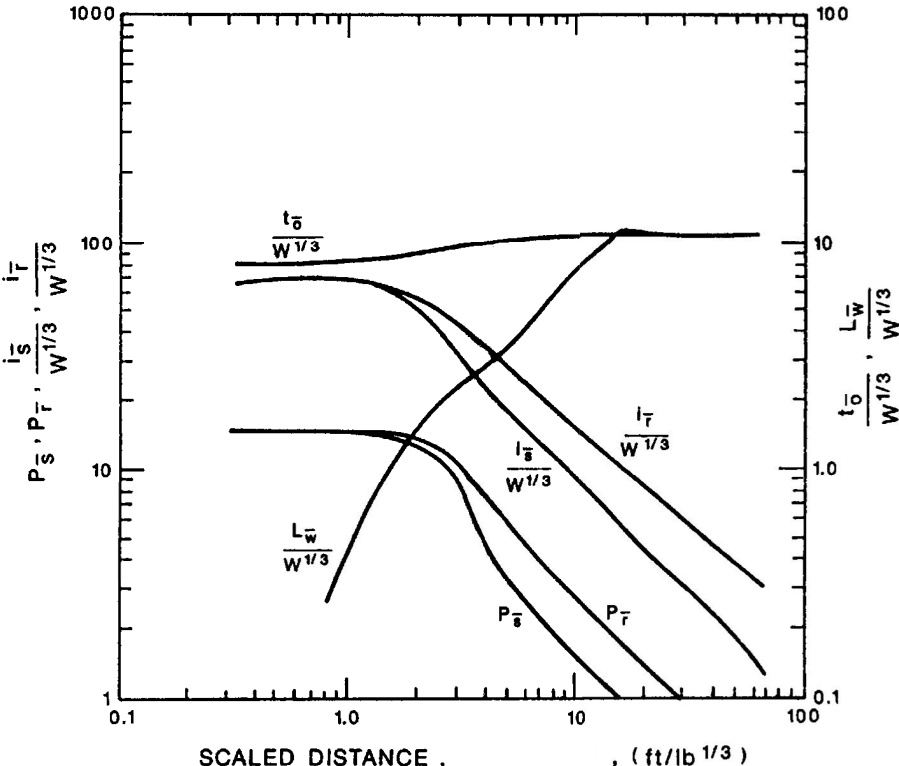 1000
100
10
1
100
10
1.0
0.1
0.1
1.0
10
100
P_s̄, P_r̄, i_s̄/W^1/3, i_r̄/W^1/3
t_ō/W^1/3, L_w̄/W^1/3
t_ō/W^1/3
i_r̄/W^1/3
i_s̄/W^1/3
L_w̄/W^1/3
P_s̄
P_r̄
SCALED DISTANCE , , (ft/lb^1/3)